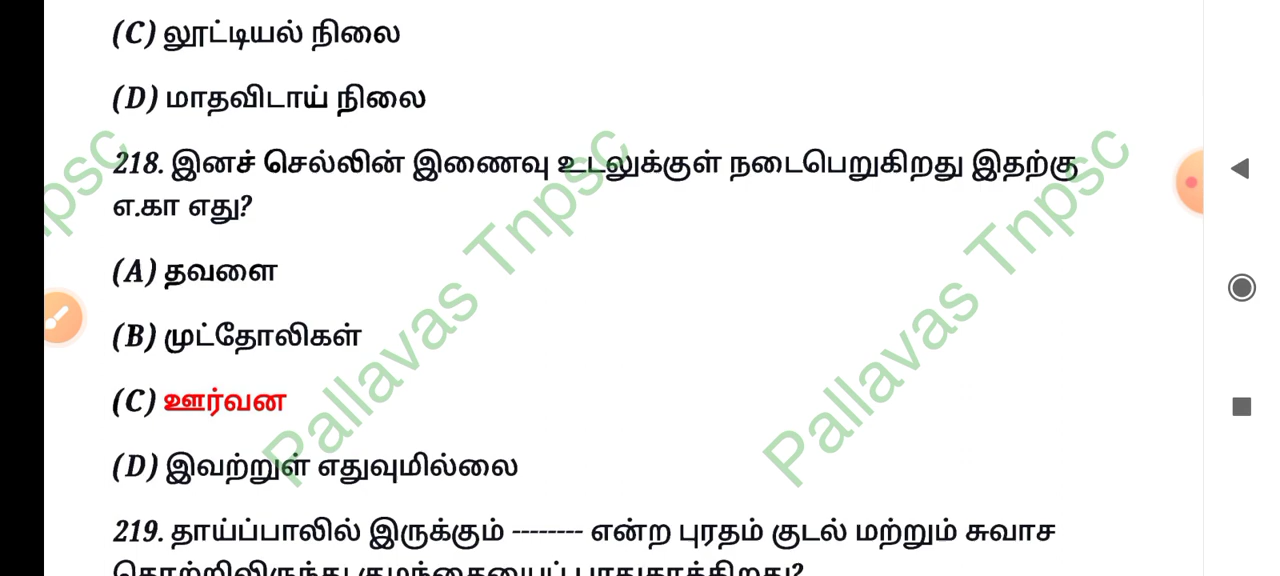 (C) லூட்டியல் நிலை
(D) மாதவிடாய் நிலை
218. இனச் செல்லின் இணைவு உடலுக்குள் நடைபெறுகிறது இதற்கு
எ.கா எது?
(A) தவளை
(B) முட்தோலிகள்
(C) ஊர்வன
(D) இவற்றுள் எதுவுமில்லை
219. தாய்ப்பாலில் இருக்கும் -------- என்ற புரதம் குடல் மற்றும் சுவாச
npsc
Pallavas Tnpsc
Pallavas Tnpsc